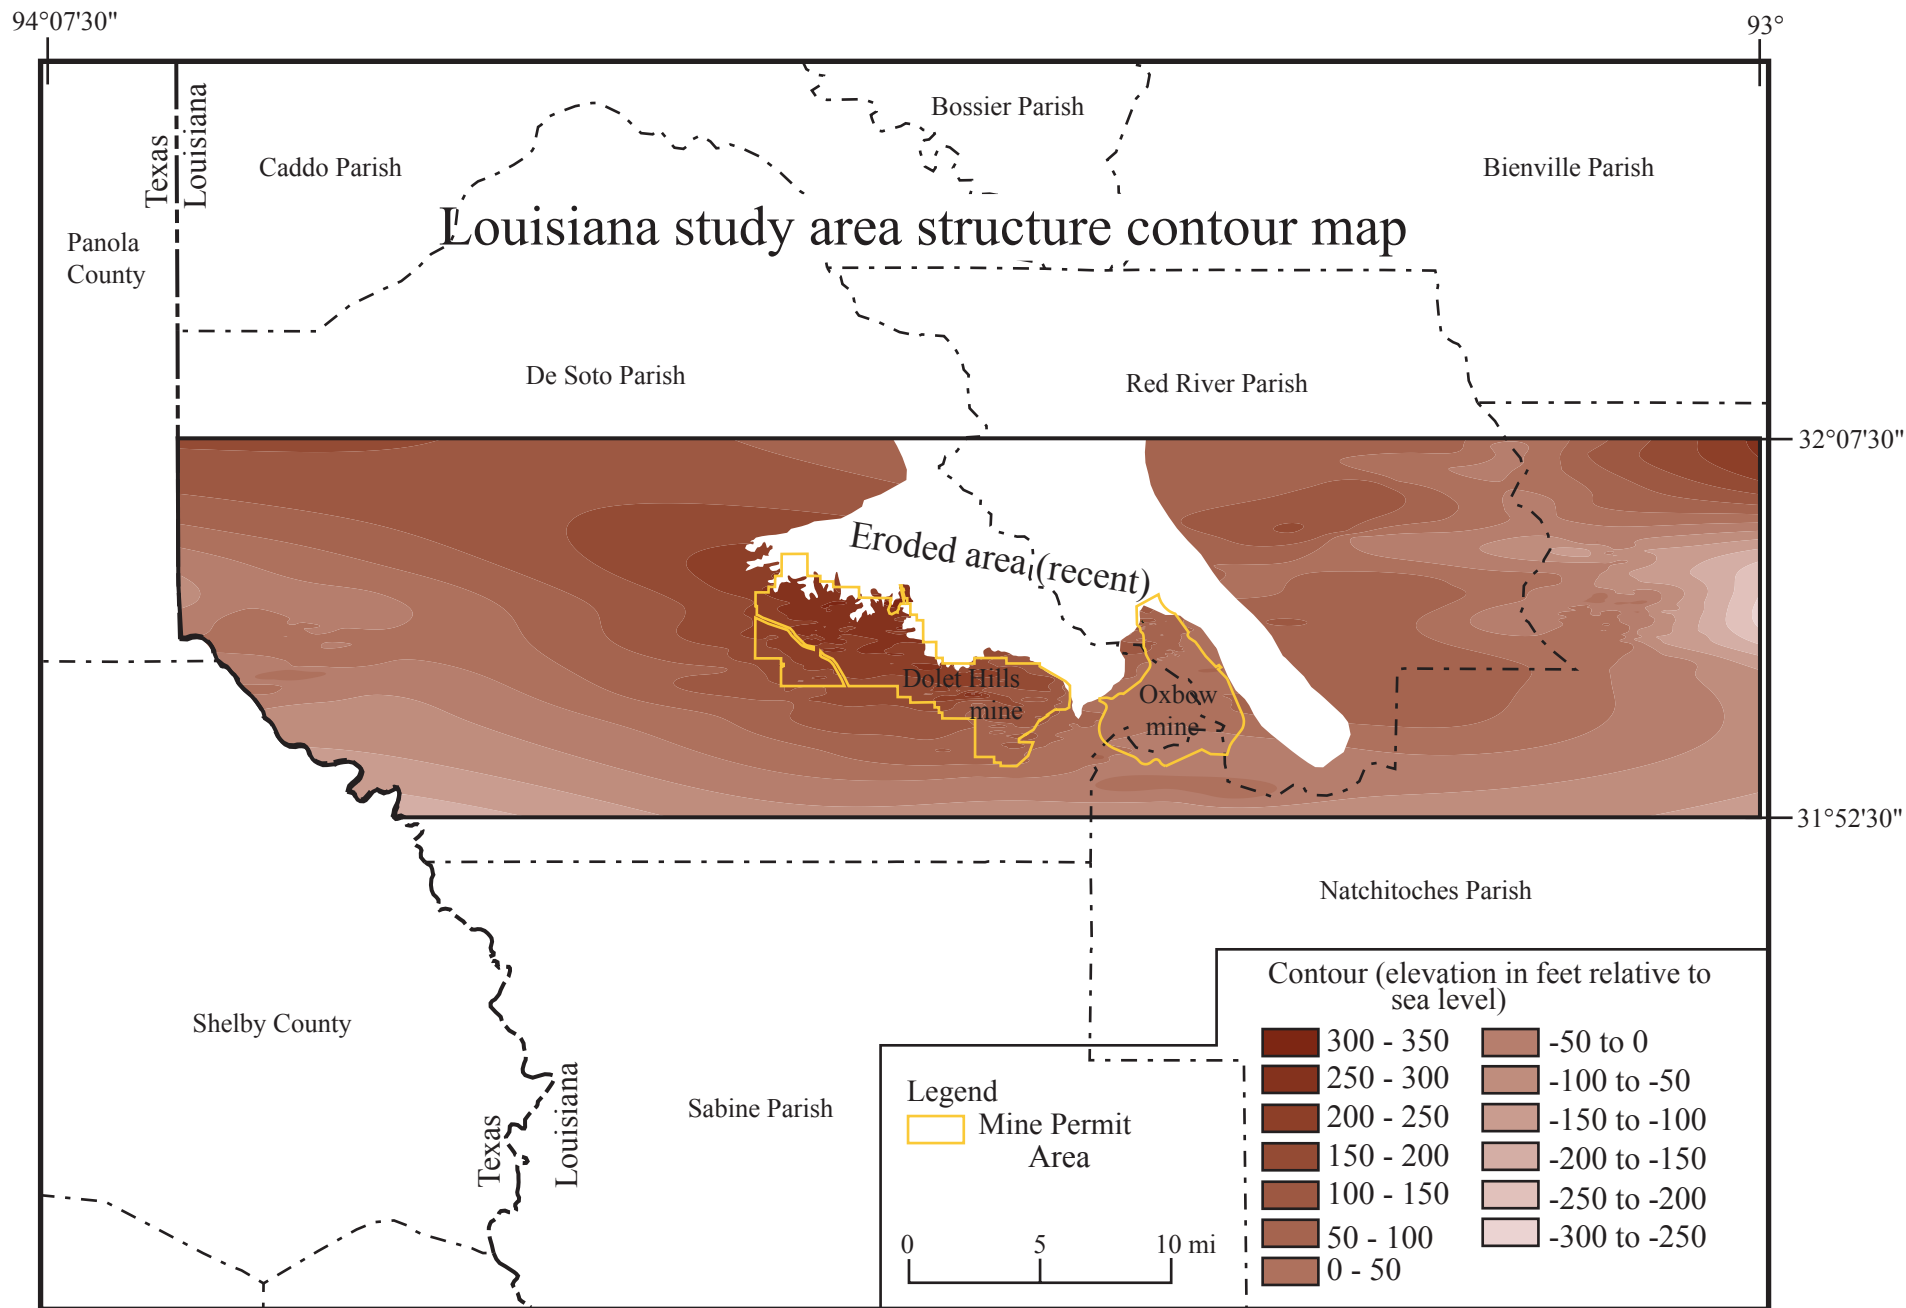 94°07'30"
93°
Bossier Parish
Texas
Louisiana
Caddo Parish
Bienville Parish
Louisiana study area structure contour map
Panola
County
De Soto Parish
Red River Parish
32°07'30"
Eroded area (recent)
Dolet Hills
mine
Oxbow
mine
31°52'30"
Natchitoches Parish
Shelby County
Sabine Parish
Texas
Louisiana
Legend
Mine Permit
Area
0 5 10 mi
Contour (elevation in feet relative to
sea level)
300 - 350
250 - 300
200 - 250
150 - 200
100 - 150
50 - 100
0 - 50
-50 to 0
-100 to -50
-150 to -100
-200 to -150
-250 to -200
-300 to -250